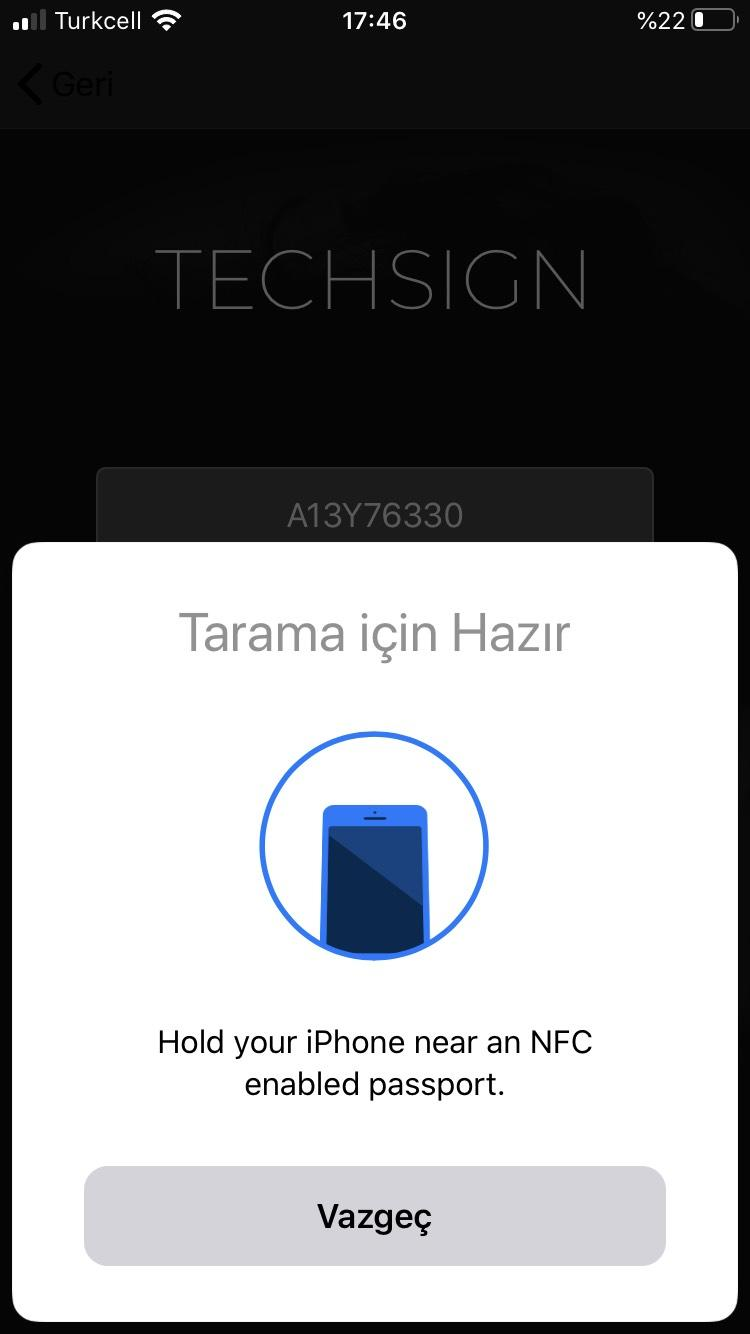 Turkcell 17:46 %22
Geri
TECHSIGN
A13Y76330
Tarama için Hazır
Hold your iPhone near an NFC
enabled passport.
Vazgeç